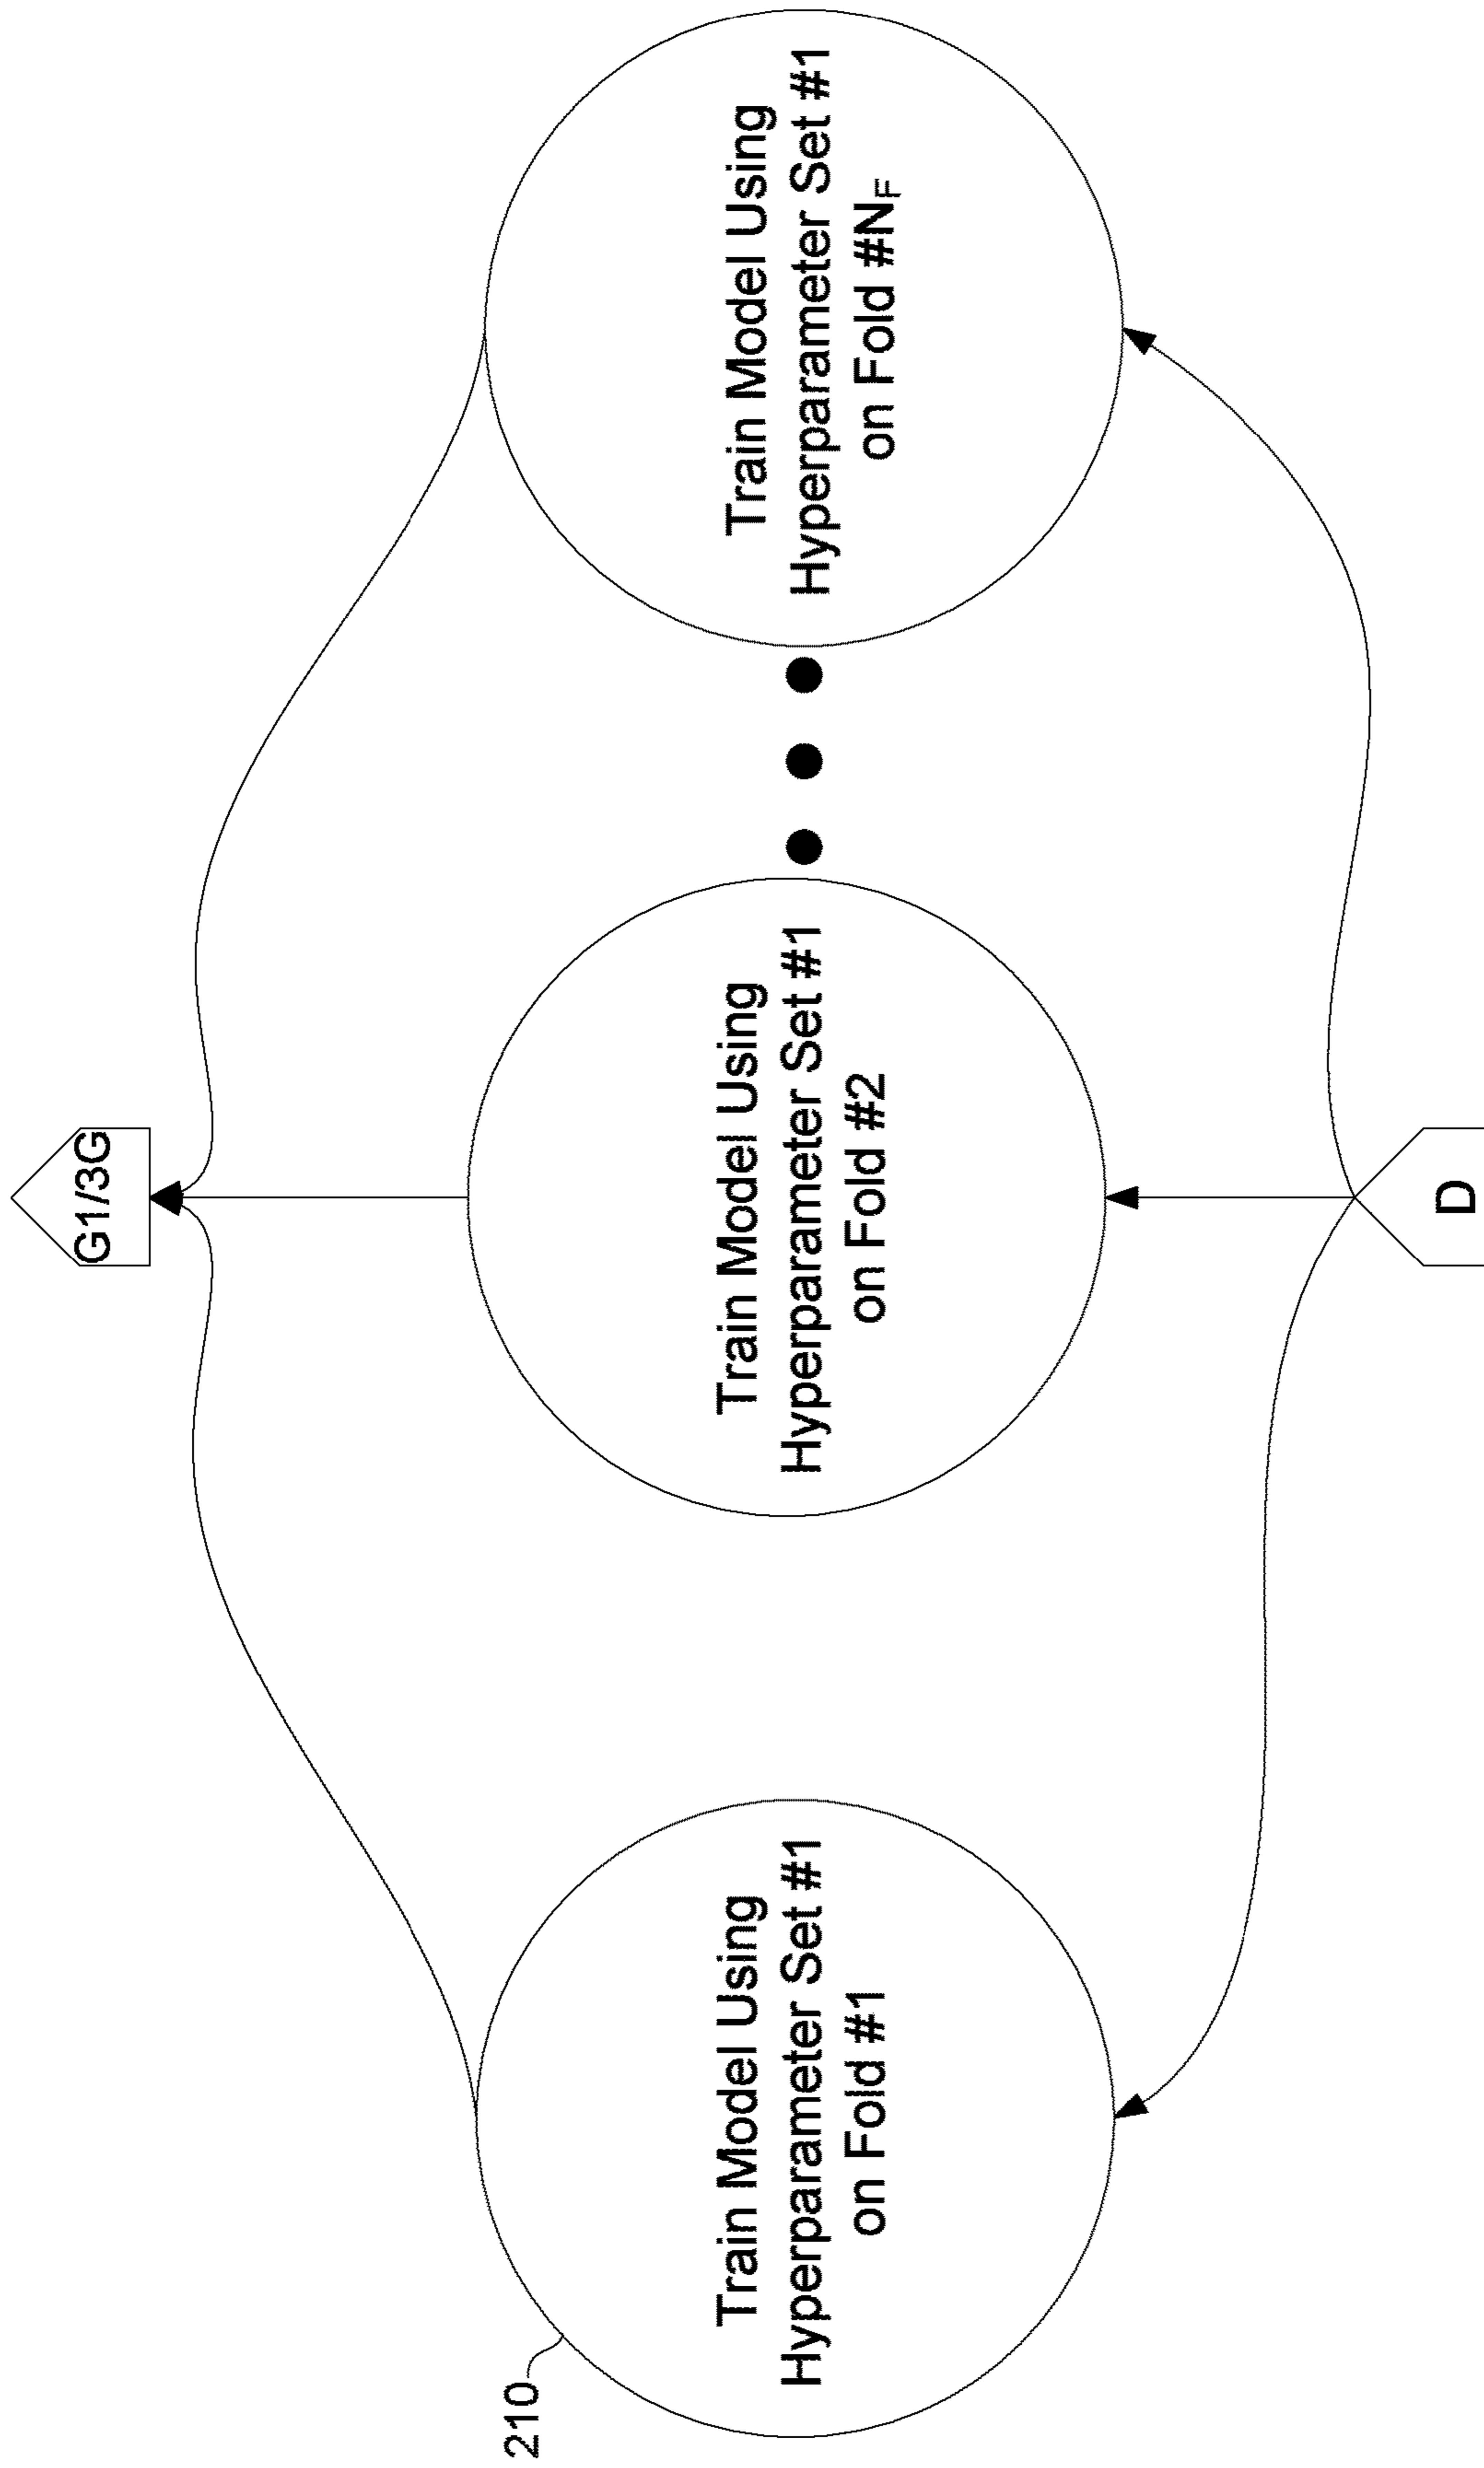 G1/3G
210
Train Model Using
Hyperparameter Set #1
on Fold #1
Train Model Using
Hyperparameter Set #1
on Fold #2
Train Model Using
Hyperparameter Set #1
on Fold #NF
D